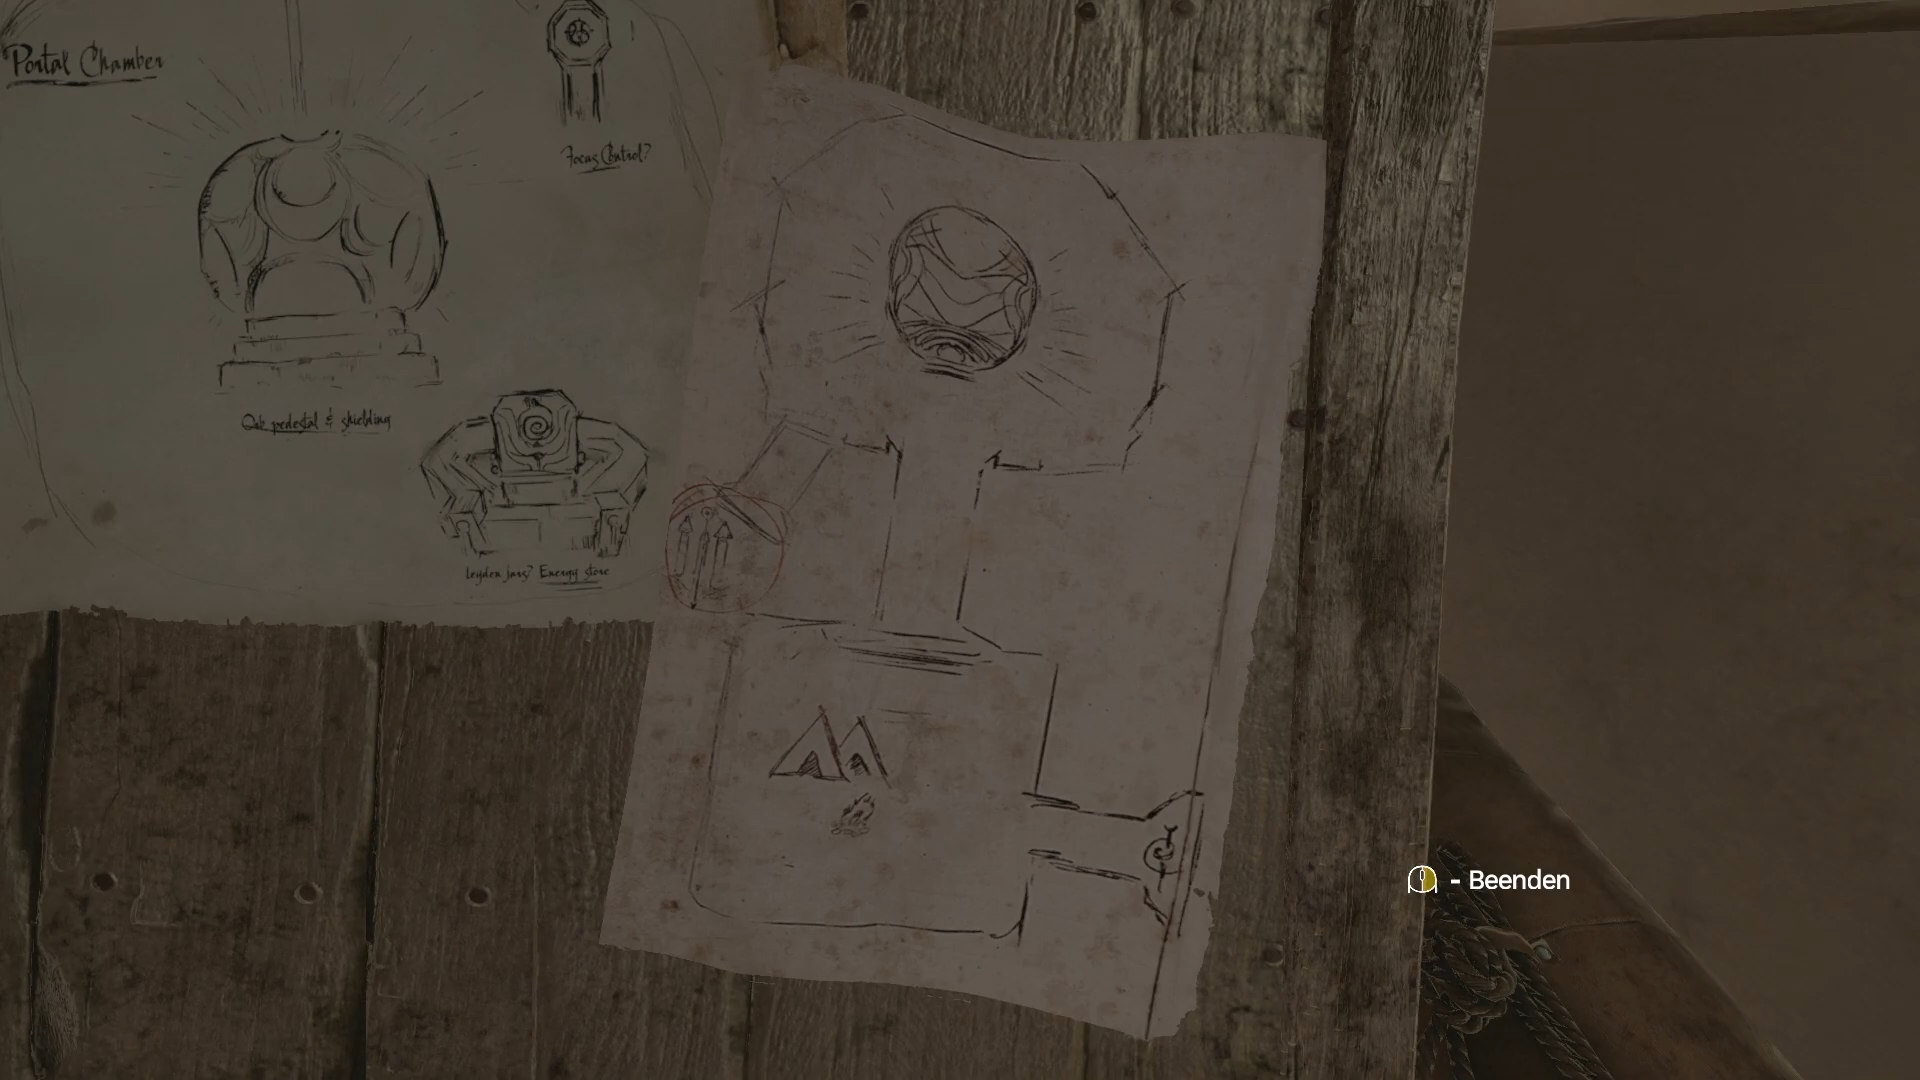 Portal Chamber
Focus Control?
Orb pedestal & shielding
leyden jars? Energy store
- Beenden